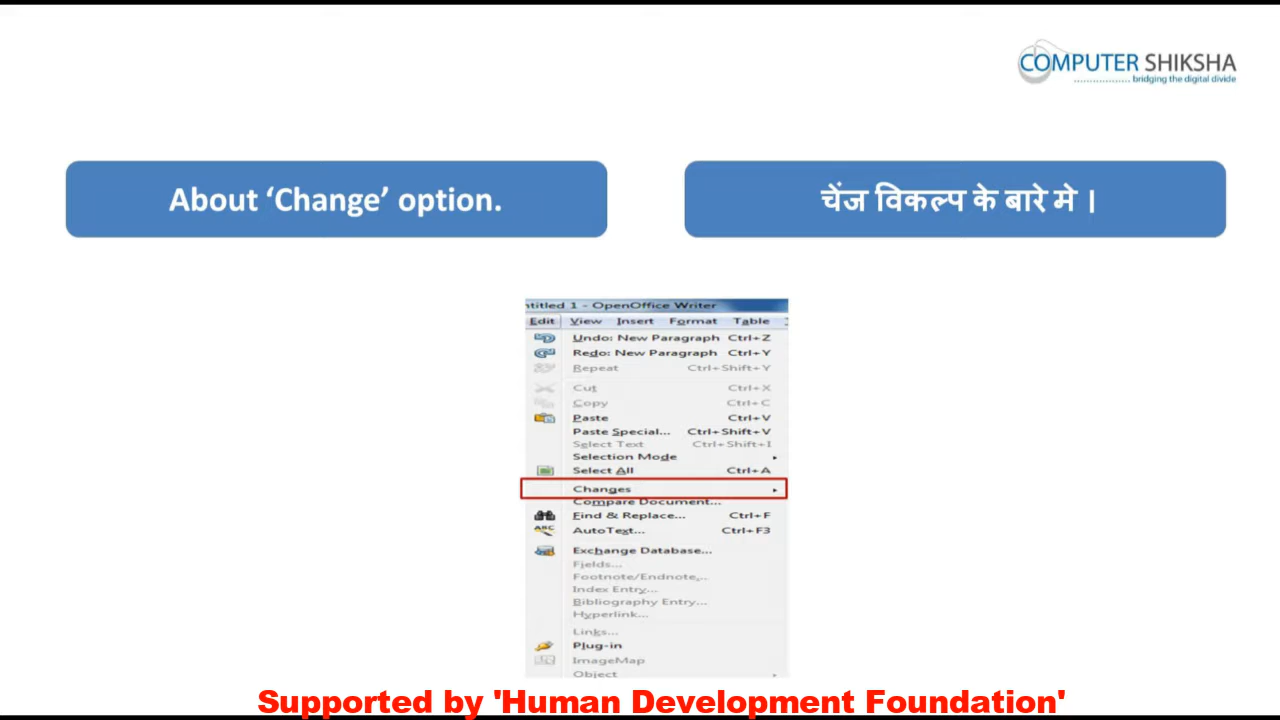 COMPUTER SHIKSHA
bridging the digital divide
About ‘Change’ option.
चेंज विकल्प के बारे मे ।
ntitled 1 - OpenOffice Writer
Edit View Insert Format Table
Undo: New Paragraph Ctrl+Z
Redo: New Paragraph Ctrl+Y
Repeat Ctrl+Shift+Y
Cut Ctrl+X
Copy Ctrl+C
Paste Ctrl+V
Paste Special... Ctrl+Shift+V
Select Text Ctrl+Shift+I
Selection Mode
Select All Ctrl+A
Changes
Compare Document...
Find & Replace... Ctrl+F
AutoText... Ctrl+F3
Exchange Database...
Fields...
Footnote/Endnote...
Index Entry...
Bibliography Entry...
Hyperlink...
Links...
Plug-in
ImageMap
Object
Supported by 'Human Development Foundation'